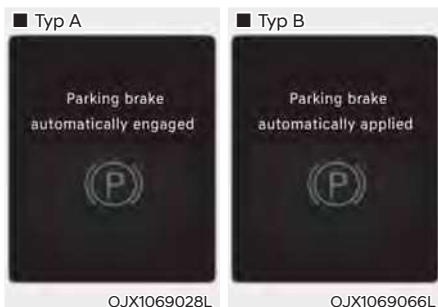 ■ Typ A
Parking brake
automatically engaged
P
OJX1069028L
■ Typ B
Parking brake
automatically applied
P
OJX1069066L